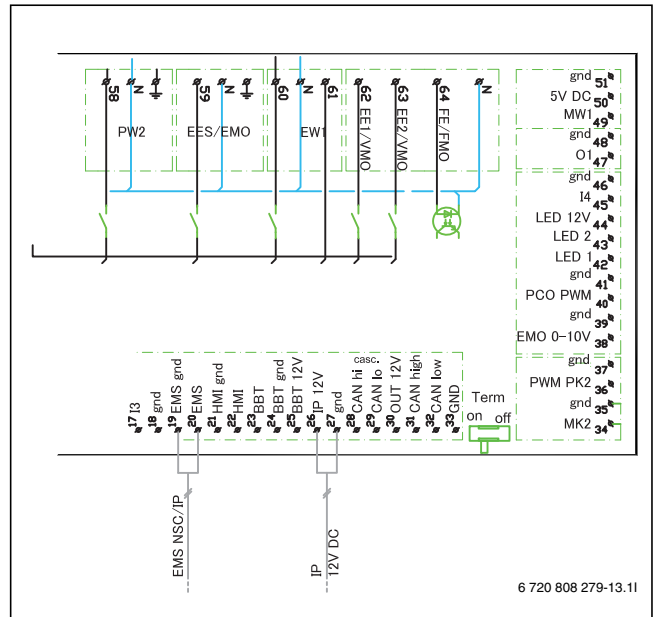 58 N
59 N
60 N 61
62 EE1/VMO
63 EE2/VMO
64 FE/FMO
N
PW2
EES/EMO
EW1
gnd 51
5V DC 50
MW1 49
gnd 48
O1 47
gnd 46
I4 45
LED 12V 44
LED 2 43
LED 1 42
gnd 41
PCO PWM 40
gnd 39
EMO 0-10V 38
37
PWM PK2 36
gnd 35
MK2 34
casc.
17 I3
18 gnd
19 EMS gnd
20 EMS
21 HMI gnd
22 HMI
23 BBT
24 BBT gnd
25 BBT 12V
26 IP 12V
27 gnd
28 CAN hi
29 CAN lo
30 OUT 12V
31 CAN high
32 CAN low
33 GND
Term
on off
EMS NSC/IP
IP
12V DC
6 720 808 279-13.1I